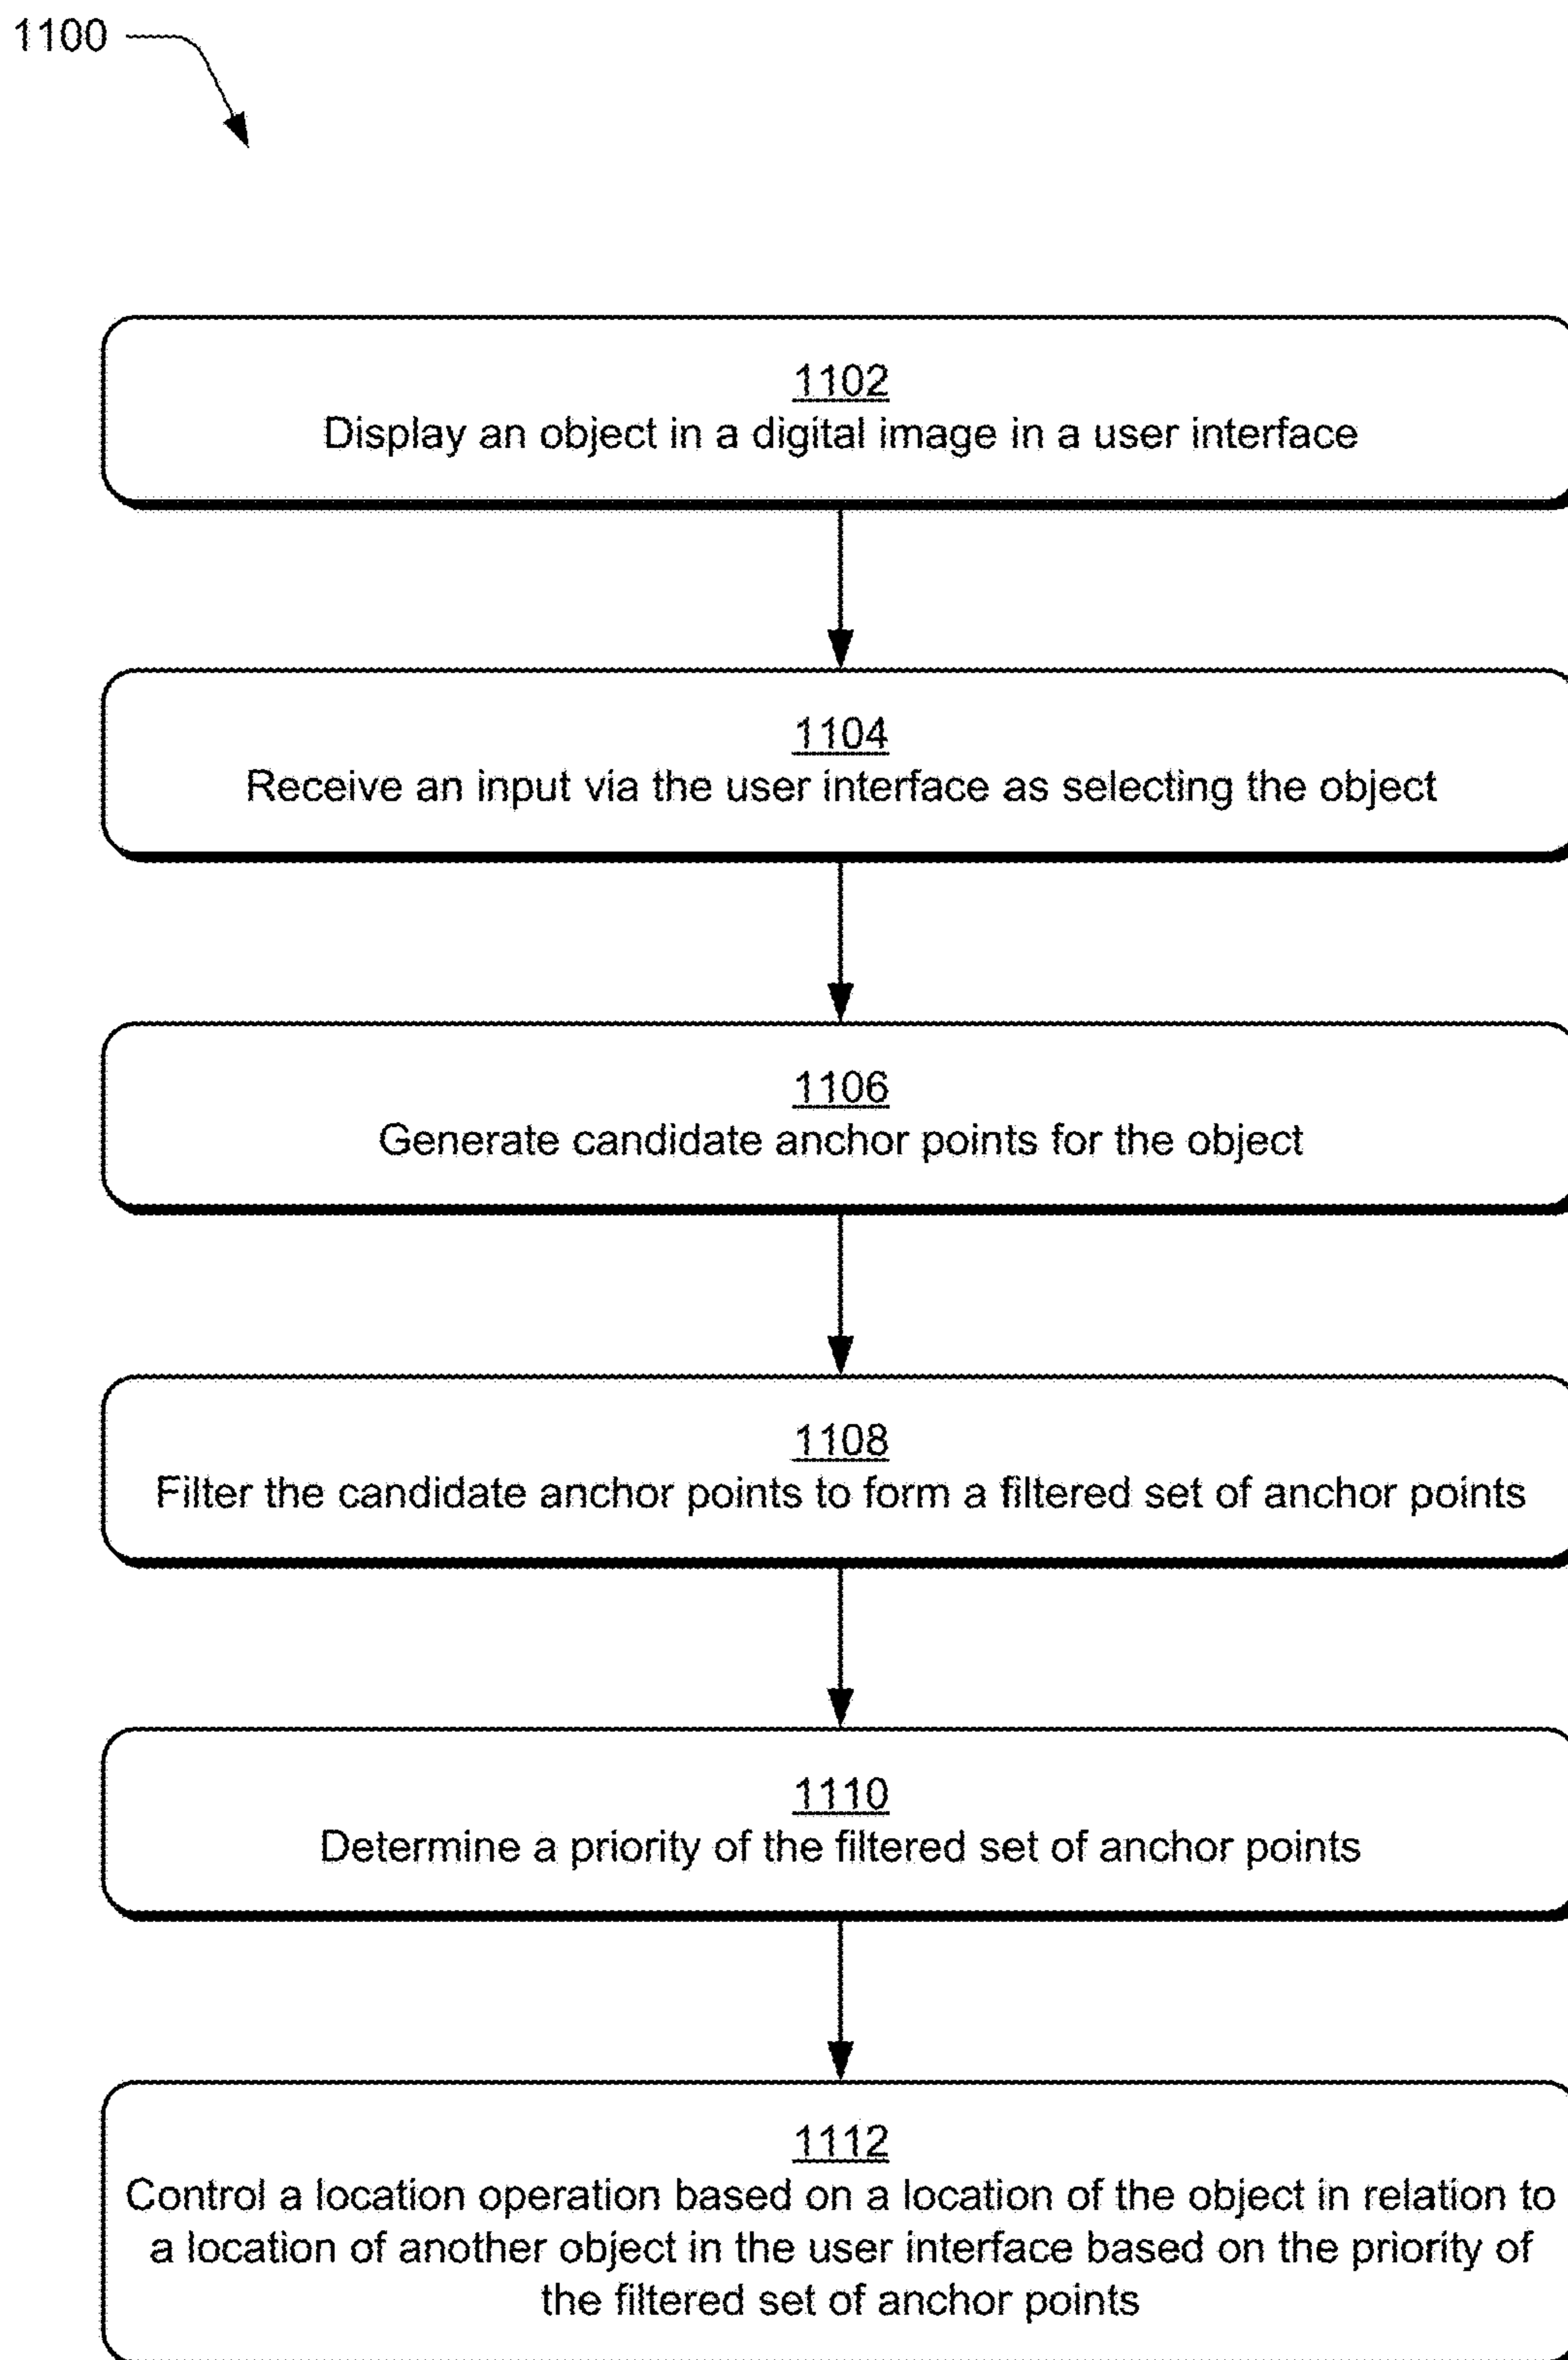 1100
1102
Display an object in a digital image in a user interface
1104
Receive an input via the user interface as selecting the object
1106
Generate candidate anchor points for the object
1108
Filter the candidate anchor points to form a filtered set of anchor points
1110
Determine a priority of the filtered set of anchor points
1112
Control a location operation based on a location of the object in relation to
a location of another object in the user interface based on the priority of
the filtered set of anchor points